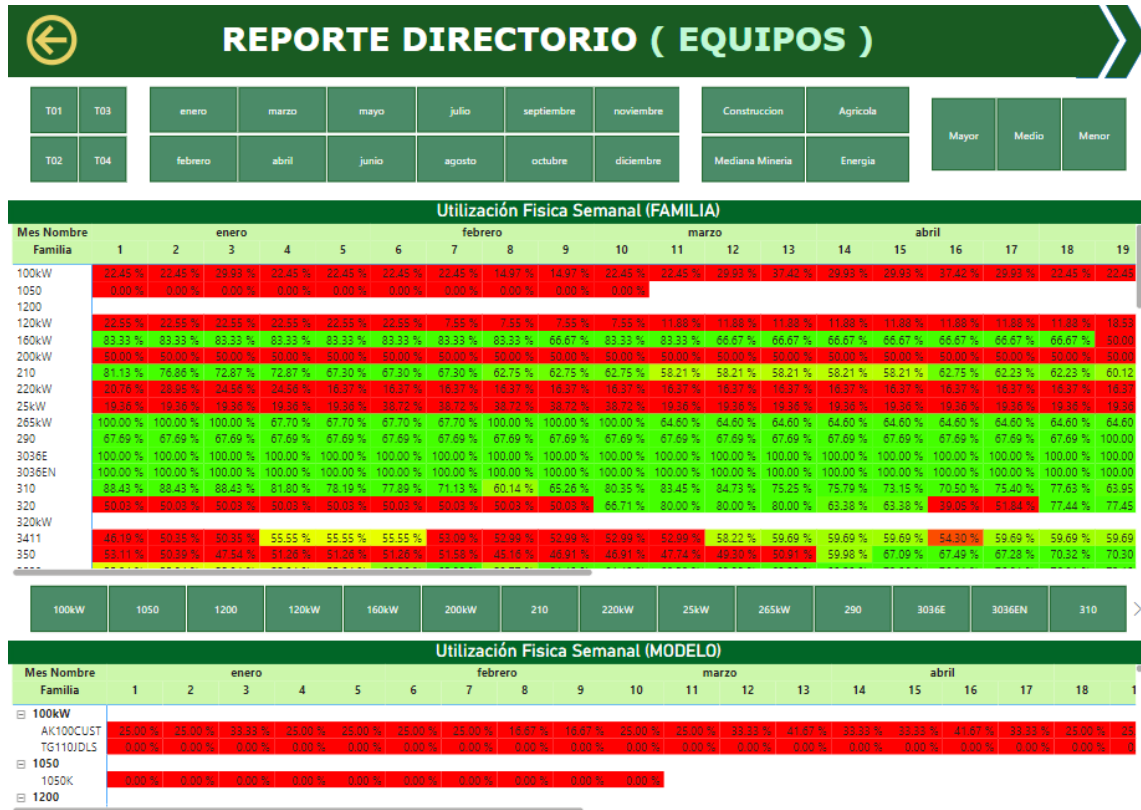 REPORTE DIRECTORIO ( EQUIPOS )
T01 T03 enero marzo mayo julio septiembre noviembre Construccion Agricola Mayor Medio Menor
T02 T04 febrero abril junio agosto octubre diciembre Mediana Mineria Energia
Utilización Fisica Semanal (FAMILIA)
Mes Nombre enero febrero marzo abril
Familia 1 2 3 4 5 6 7 8 9 10 11 12 13 14 15 16 17 18 19
100kW 22.45 % 22.45 % 29.93 % 22.45 % 22.45 % 22.45 % 22.45 % 14.97 % 14.97 % 22.45 % 22.45 % 29.93 % 37.42 % 29.93 % 29.93 % 37.42 % 29.93 % 22.45 % 22.45
1050 0.00 % 0.00 % 0.00 % 0.00 % 0.00 % 0.00 % 0.00 % 0.00 % 0.00 % 0.00 %
1200
120kW 22.55 % 22.55 % 22.55 % 22.55 % 22.55 % 22.55 % 7.55 % 7.55 % 7.55 % 7.55 % 11.88 % 11.88 % 11.88 % 11.88 % 11.88 % 11.88 % 11.88 % 11.88 % 18.53
160kW 83.33 % 83.33 % 83.33 % 83.33 % 83.33 % 83.33 % 83.33 % 83.33 % 66.67 % 83.33 % 83.33 % 66.67 % 66.67 % 66.67 % 66.67 % 66.67 % 66.67 % 66.67 % 50.00
200kW 50.00 % 50.00 % 50.00 % 50.00 % 50.00 % 50.00 % 50.00 % 50.00 % 50.00 % 50.00 % 50.00 % 50.00 % 50.00 % 50.00 % 50.00 % 50.00 % 50.00 % 50.00 % 50.00
210 81.13 % 76.86 % 72.87 % 72.87 % 67.30 % 67.30 % 67.30 % 62.75 % 62.75 % 62.75 % 58.21 % 58.21 % 58.21 % 58.21 % 58.21 % 62.75 % 62.23 % 62.23 % 60.12
220kW 20.76 % 28.95 % 24.56 % 24.56 % 16.37 % 16.37 % 16.37 % 16.37 % 16.37 % 16.37 % 16.37 % 16.37 % 16.37 % 16.37 % 16.37 % 16.37 % 16.37 % 16.37 % 16.37
25kW 19.36 % 19.36 % 19.36 % 19.36 % 19.36 % 38.72 % 38.72 % 38.72 % 38.72 % 38.72 % 19.36 % 19.36 % 19.36 % 19.36 % 19.36 % 19.36 % 19.36 % 19.36 % 19.36
265kW 100.00 % 100.00 % 100.00 % 67.70 % 67.70 % 67.70 % 67.70 % 100.00 % 100.00 % 100.00 % 64.60 % 64.60 % 64.60 % 64.60 % 64.60 % 64.60 % 64.60 % 64.60 % 64.60
290 67.69 % 67.69 % 67.69 % 67.69 % 67.69 % 67.69 % 67.69 % 67.69 % 67.69 % 67.69 % 67.69 % 67.69 % 67.69 % 67.69 % 67.69 % 67.69 % 67.69 % 67.69 % 100.00
3036E 100.00 % 100.00 % 100.00 % 100.00 % 100.00 % 100.00 % 100.00 % 100.00 % 100.00 % 100.00 % 100.00 % 100.00 % 100.00 % 100.00 % 100.00 % 100.00 % 100.00 % 100.00 % 100.00
3036EN 100.00 % 100.00 % 100.00 % 100.00 % 100.00 % 100.00 % 100.00 % 100.00 % 100.00 % 100.00 % 100.00 % 100.00 % 100.00 % 100.00 % 100.00 % 100.00 % 100.00 % 100.00 % 100.00
310 88.43 % 88.43 % 88.43 % 81.80 % 78.19 % 77.89 % 71.13 % 60.14 % 65.26 % 80.35 % 83.45 % 84.73 % 75.25 % 75.79 % 73.15 % 70.50 % 75.40 % 77.63 % 63.95
320 50.03 % 50.03 % 50.03 % 50.03 % 50.03 % 50.03 % 50.03 % 50.03 % 50.03 % 66.71 % 80.00 % 80.00 % 80.00 % 63.38 % 63.38 % 39.05 % 51.84 % 77.44 % 77.45
320kW
3411 46.19 % 50.35 % 50.35 % 55.55 % 55.55 % 55.55 % 53.09 % 52.99 % 52.99 % 52.99 % 52.99 % 58.22 % 59.69 % 59.69 % 59.69 % 54.30 % 59.69 % 59.69 % 59.69
350 53.11 % 50.39 % 47.54 % 51.26 % 51.26 % 51.26 % 51.58 % 45.16 % 46.91 % 46.91 % 47.74 % 49.30 % 50.91 % 59.98 % 67.09 % 67.49 % 67.28 % 70.32 % 70.30
100kW 1050 1200 120kW 160kW 200kW 210 220kW 25kW 265kW 290 3036E 3036EN 310
Utilización Fisica Semanal (MODELO)
Mes Nombre enero febrero marzo abril
Familia 1 2 3 4 5 6 7 8 9 10 11 12 13 14 15 16 17 18 1
100kW
AK100CUST 25.00 % 25.00 % 33.33 % 25.00 % 25.00 % 25.00 % 25.00 % 16.67 % 16.67 % 25.00 % 25.00 % 33.33 % 41.67 % 33.33 % 33.33 % 41.67 % 33.33 % 25.00 % 25
TG110JDLS 0.00 % 0.00 % 0.00 % 0.00 % 0.00 % 0.00 % 0.00 % 0.00 % 0.00 % 0.00 % 0.00 % 0.00 % 0.00 % 0.00 % 0.00 % 0.00 % 0.00 % 0.00 % 0
1050
1050K 0.00 % 0.00 % 0.00 % 0.00 % 0.00 % 0.00 % 0.00 % 0.00 % 0.00 % 0.00 %
1200